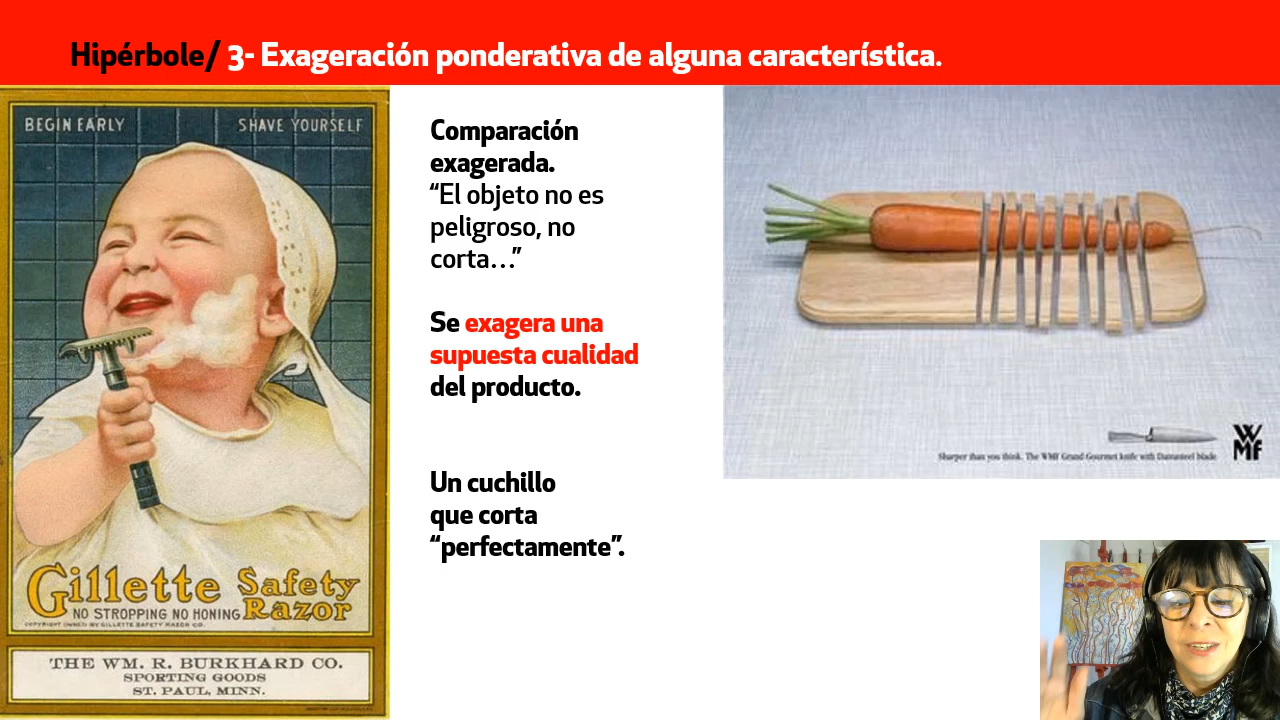 Hipérbole/ 3- Exageración ponderativa de alguna característica.
BEGIN EARLY
SHAVE YOURSELF
Gillette Safety Razor
NO STROPPING NO HONING
COPYRIGHT OWNED BY GILLETTE SAFETY RAZOR CO.
THE WM. R. BURKHARD CO.
SPORTING GOODS
ST. PAUL, MINN.
Comparación
exagerada.
“El objeto no es
peligroso, no
corta…”
Se exagera una
supuesta cualidad
del producto.
Un cuchillo
que corta
“perfectamente”.
Sharper than you think. The WMF Grand Gourmet knife with Damasteel blade
WMF